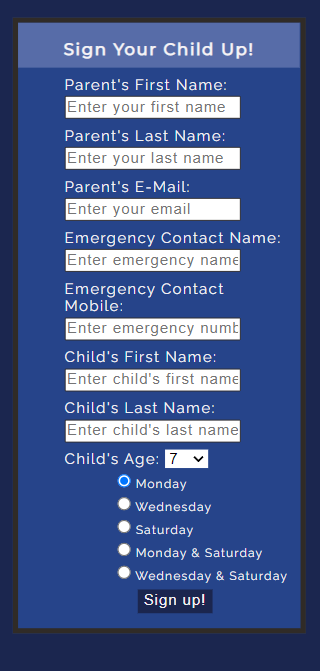 Sign Your Child Up!
Parent's First Name:
Enter your first name
Parent's Last Name:
Enter your last name
Parent's E-Mail:
Enter your email
Emergency Contact Name:
Enter emergency name
Emergency Contact
Mobile:
Enter emergency numb
Child's First Name:
Enter child's first name
Child's Last Name:
Enter child's last name
Child's Age: 7
Monday
Wednesday
Saturday
Monday & Saturday
Wednesday & Saturday
Sign up!